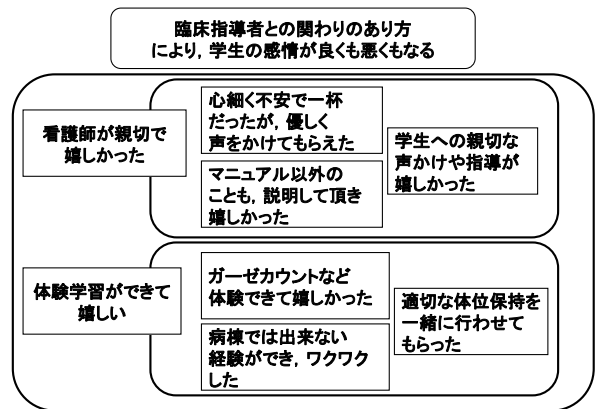 臨床指導者との関わりのあり方
により, 学生の感情が良くも悪くもなる
看護師が親切で
嬉しかった
心細く不安で一杯
だったが, 優しく
声をかけてもらえた
マニュアル以外の
ことも, 説明して頂き
嬉しかった
学生への親切な
声かけや指導が
嬉しかった
体験学習ができて
嬉しい
ガーゼカウントなど
体験できて嬉しかった
病棟では出来ない
経験ができ, ワクワク
した
適切な体位保持を
一緒に行わせて
もらった